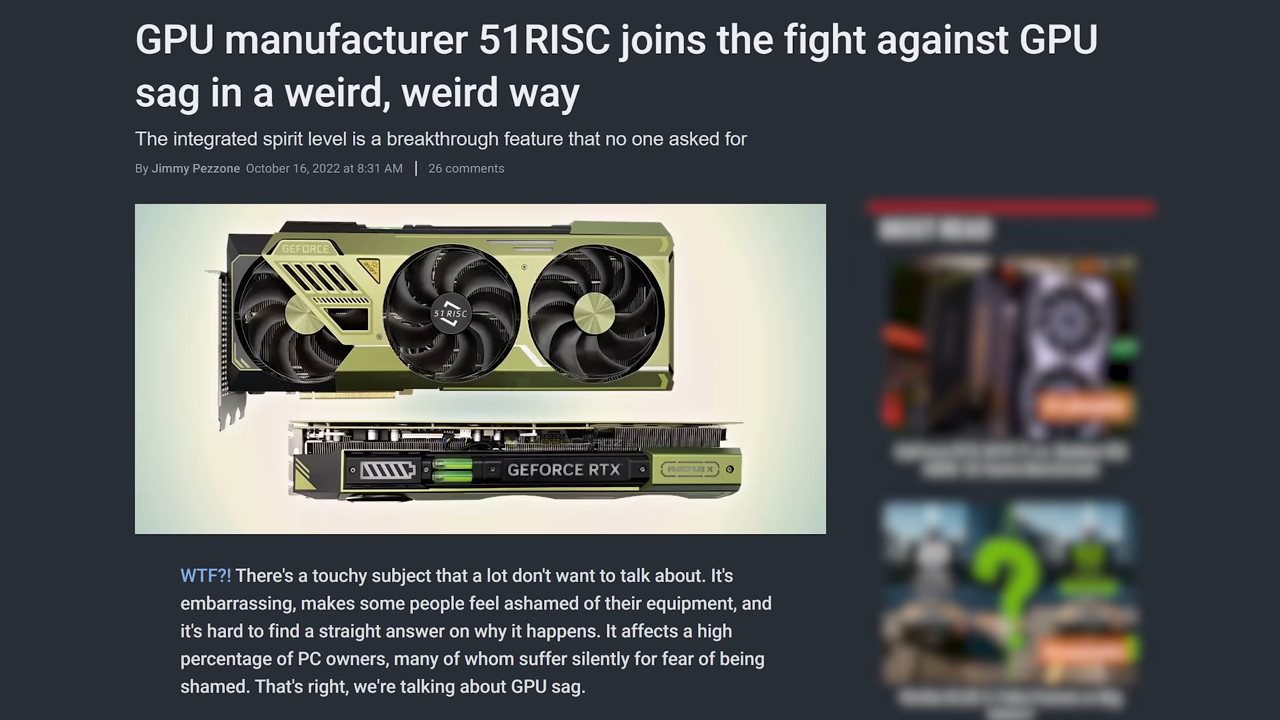 GPU manufacturer 51RISC joins the fight against GPU
sag in a weird, weird way
The integrated spirit level is a breakthrough feature that no one asked for
By Jimmy Pezzone October 16, 2022 at 8:31 AM | 26 comments
MOST READ
GEFORCE
51RISC
GEFORCE RTX
WTF?! There's a touchy subject that a lot don't want to talk about. It's
embarrassing, makes some people feel ashamed of their equipment, and
it's hard to find a straight answer on why it happens. It affects a high
percentage of PC owners, many of whom suffer silently for fear of being
shamed. That's right, we're talking about GPU sag.